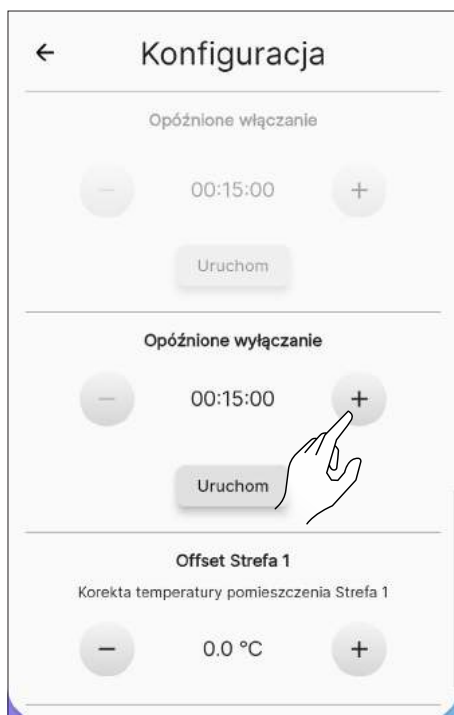 ← Konfiguracja
Opóźnione włączanie
− 00:15:00 +
Uruchom
Opóźnione wyłączanie
− 00:15:00 +
Uruchom
Offset Strefa 1
Korekta temperatury pomieszczenia Strefa 1
− 0.0 °C +